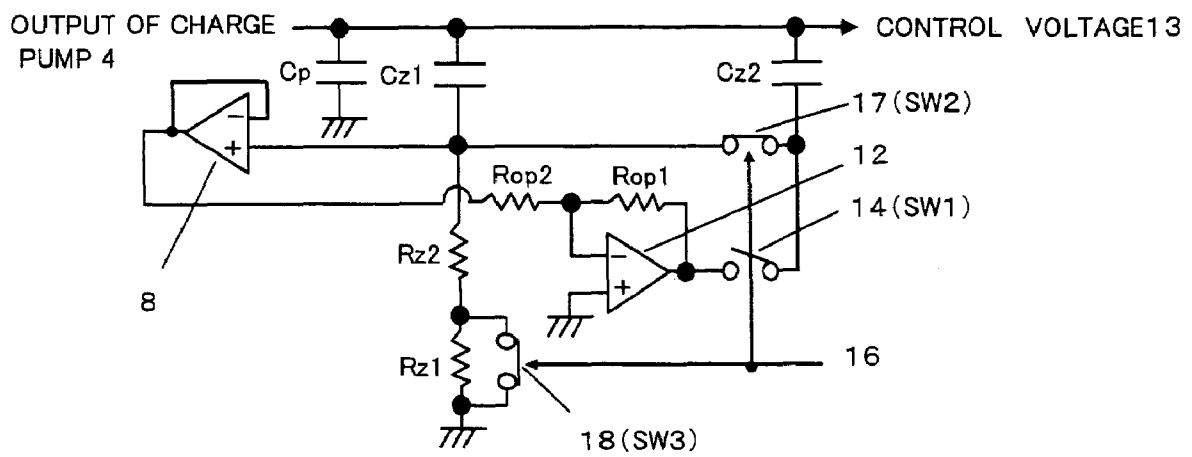 OUTPUT OF CHARGE
PUMP 4
CONTROL VOLTAGE13
Cp
Cz1
Cz2
17(SW2)
−
+
12
Rop2
Rop1
14(SW1)
Rz2
−
+
8
Rz1
16
18(SW3)